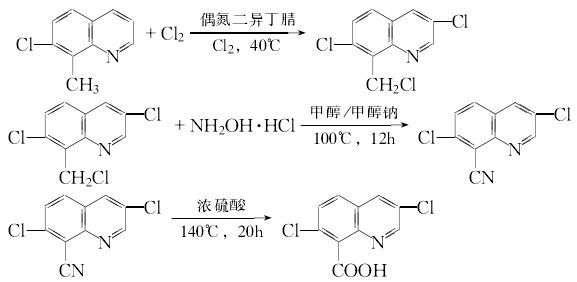 Cl N CH₃ + Cl₂ 偶氮二异丁腈 Cl₂, 40℃ Cl Cl N CH₂Cl
Cl Cl N CH₂Cl + NH₂OH·HCl 甲醇/甲醇钠 100℃, 12h Cl Cl N CN
Cl Cl N CN 浓硫酸 140℃, 20h Cl Cl N COOH